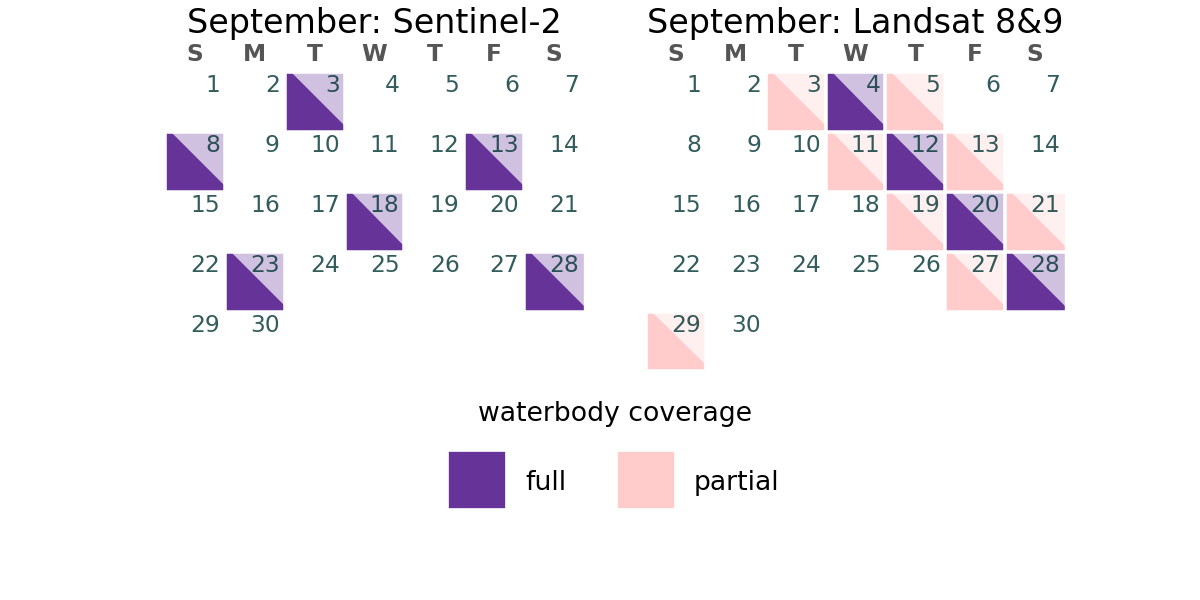 September: Sentinel-2
S M T W T F S
1 2 3 4 5 6 7
8 9 10 11 12 13 14
15 16 17 18 19 20 21
22 23 24 25 26 27 28
29 30
September: Landsat 8&9
S M T W T F S
1 2 3 4 5 6 7
8 9 10 11 12 13 14
15 16 17 18 19 20 21
22 23 24 25 26 27 28
29 30
waterbody coverage
full partial